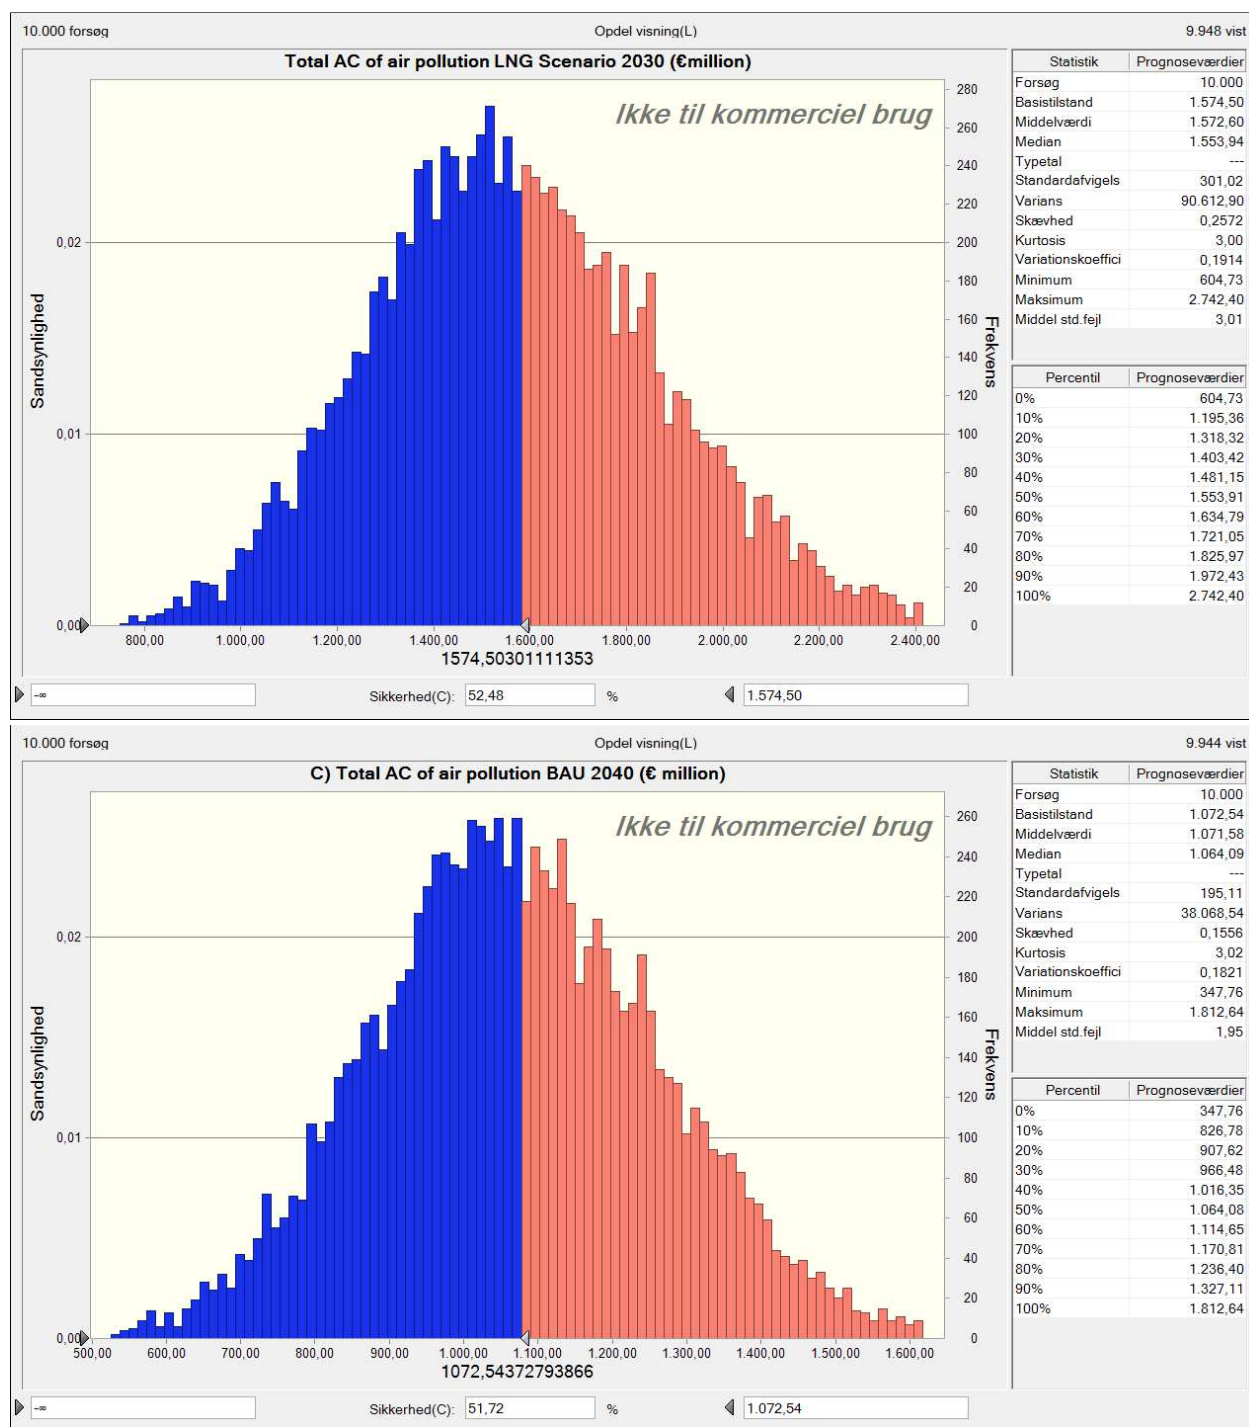 10.000 forsøg Opdel visning(L) 9.948 vist
Total AC of air pollution LNG Scenario 2030 (€million)
Ikke til kommerciel brug
Sandsynlighed
0,02
0,01
0,00
Frekvens
280
260
240
220
200
180
160
140
120
100
80
60
40
20
0
800,00 1.000,00 1.200,00 1.400,00 1.600,00 1.800,00 2.000,00 2.200,00 2.400,00
1574,50301111353
Statistik Prognoseværdier
Forsøg 10.000
Basistilstand 1.574,50
Middelværdi 1.572,60
Median 1.553,94
Typetal ---
Standardafvigels 301,02
Varians 90.612,90
Skævhed 0,2572
Kurtosis 3,00
Variationskoeffici 0,1914
Minimum 604,73
Maksimum 2.742,40
Middel std.fejl 3,01
Percentil Prognoseværdier
0% 604,73
10% 1.195,36
20% 1.318,32
30% 1.403,42
40% 1.481,15
50% 1.553,91
60% 1.634,79
70% 1.721,05
80% 1.825,97
90% 1.972,43
100% 2.742,40
-∞ Sikkerhed(C): 52,48 % 1.574,50
10.000 forsøg Opdel visning(L) 9.944 vist
C) Total AC of air pollution BAU 2040 (€ million)
Ikke til kommerciel brug
Sandsynlighed
0,02
0,01
0,00
Frekvens
260
240
220
200
180
160
140
120
100
80
60
40
20
0
500,00 600,00 700,00 800,00 900,00 1.000,00 1.100,00 1.200,00 1.300,00 1.400,00 1.500,00 1.600,00
1072,54372793866
Statistik Prognoseværdier
Forsøg 10.000
Basistilstand 1.072,54
Middelværdi 1.071,58
Median 1.064,09
Typetal ---
Standardafvigels 195,11
Varians 38.068,54
Skævhed 0,1556
Kurtosis 3,02
Variationskoeffici 0,1821
Minimum 347,76
Maksimum 1.812,64
Middel std.fejl 1,95
Percentil Prognoseværdier
0% 347,76
10% 826,78
20% 907,62
30% 966,48
40% 1.016,35
50% 1.064,08
60% 1.114,65
70% 1.170,81
80% 1.236,40
90% 1.327,11
100% 1.812,64
-∞ Sikkerhed(C): 51,72 % 1.072,54